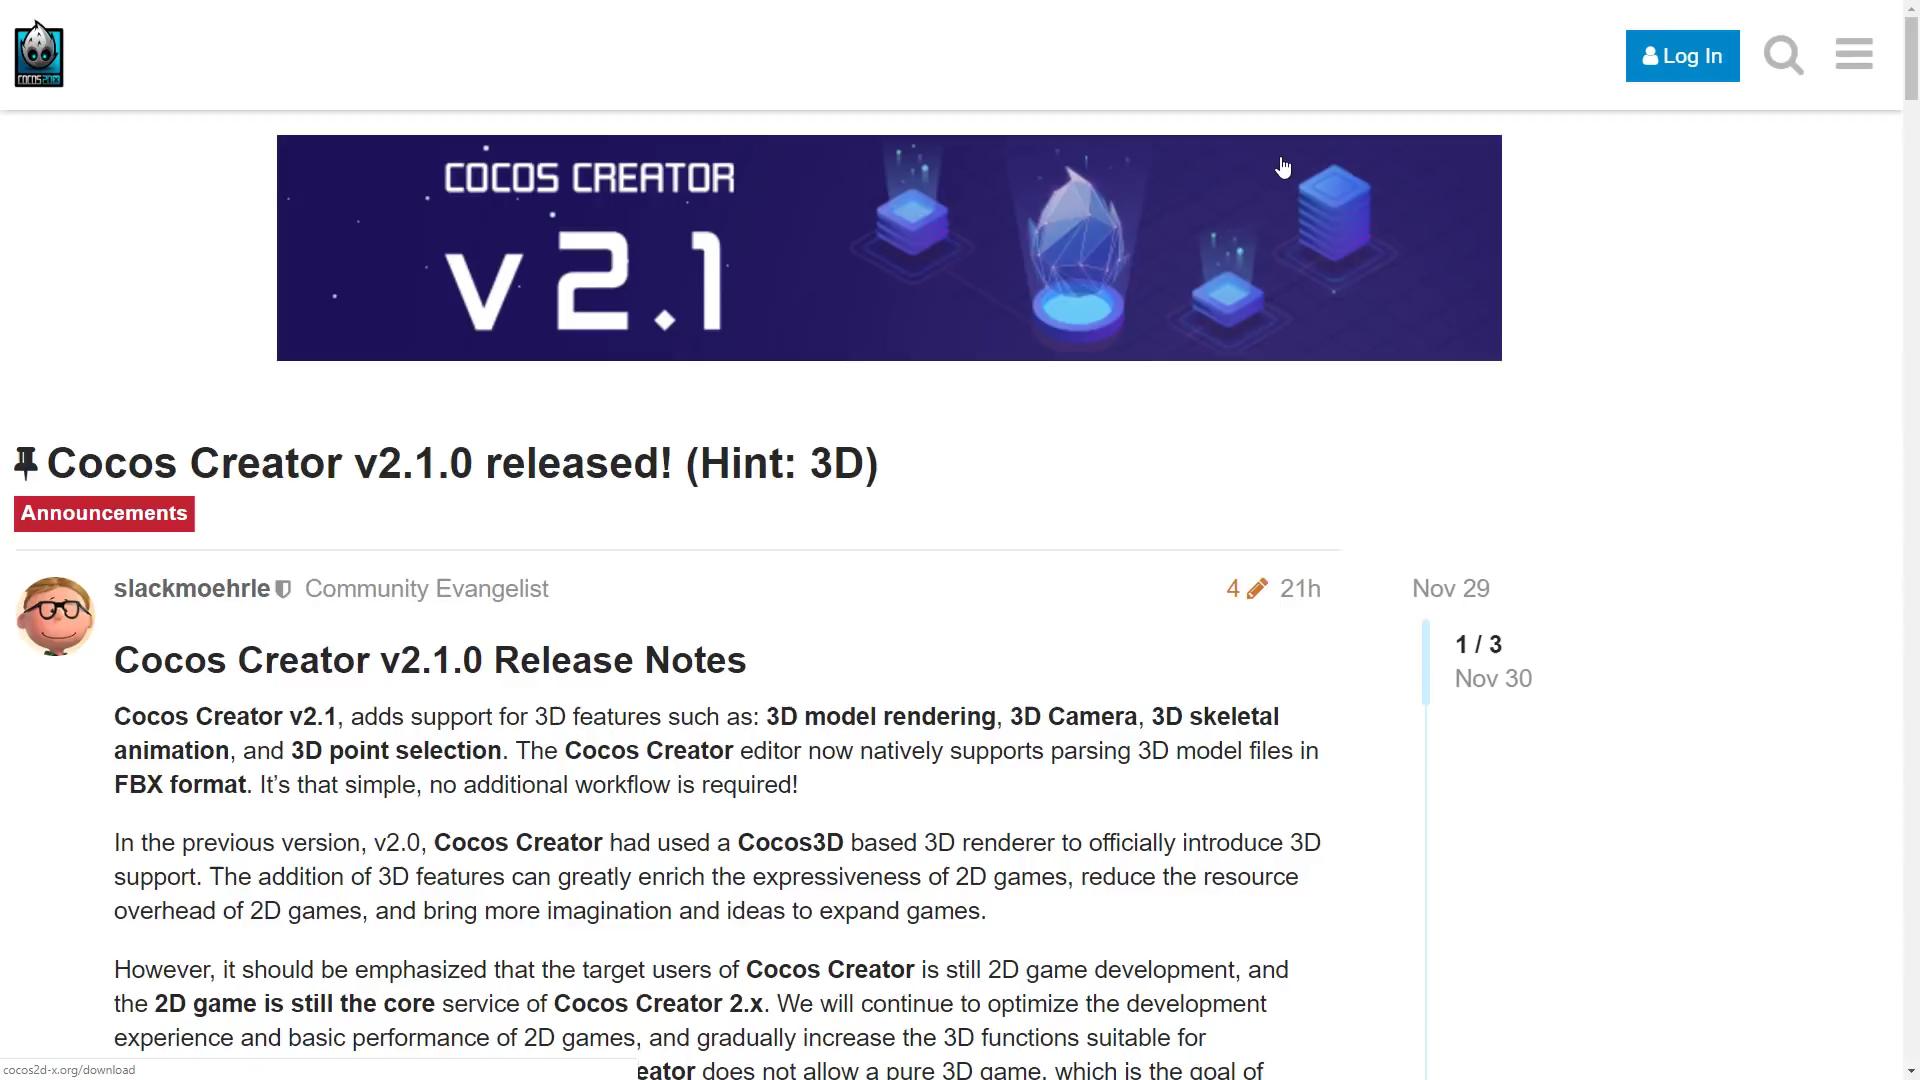 COCOS2DX
Log In
COCOS CREATOR
v2.1
Cocos Creator v2.1.0 released! (Hint: 3D)
Announcements
slackmoehrle Community Evangelist 4 21h
Nov 29
1 / 3
Nov 30
Cocos Creator v2.1.0 Release Notes
Cocos Creator v2.1, adds support for 3D features such as: 3D model rendering, 3D Camera, 3D skeletal
animation, and 3D point selection. The Cocos Creator editor now natively supports parsing 3D model files in
FBX format. It’s that simple, no additional workflow is required!
In the previous version, v2.0, Cocos Creator had used a Cocos3D based 3D renderer to officially introduce 3D
support. The addition of 3D features can greatly enrich the expressiveness of 2D games, reduce the resource
overhead of 2D games, and bring more imagination and ideas to expand games.
However, it should be emphasized that the target users of Cocos Creator is still 2D game development, and
the 2D game is still the core service of Cocos Creator 2.x. We will continue to optimize the development
experience and basic performance of 2D games, and gradually increase the 3D functions suitable for
eator does not allow a pure 3D game, which is the goal of
cocos2d-x.org/download